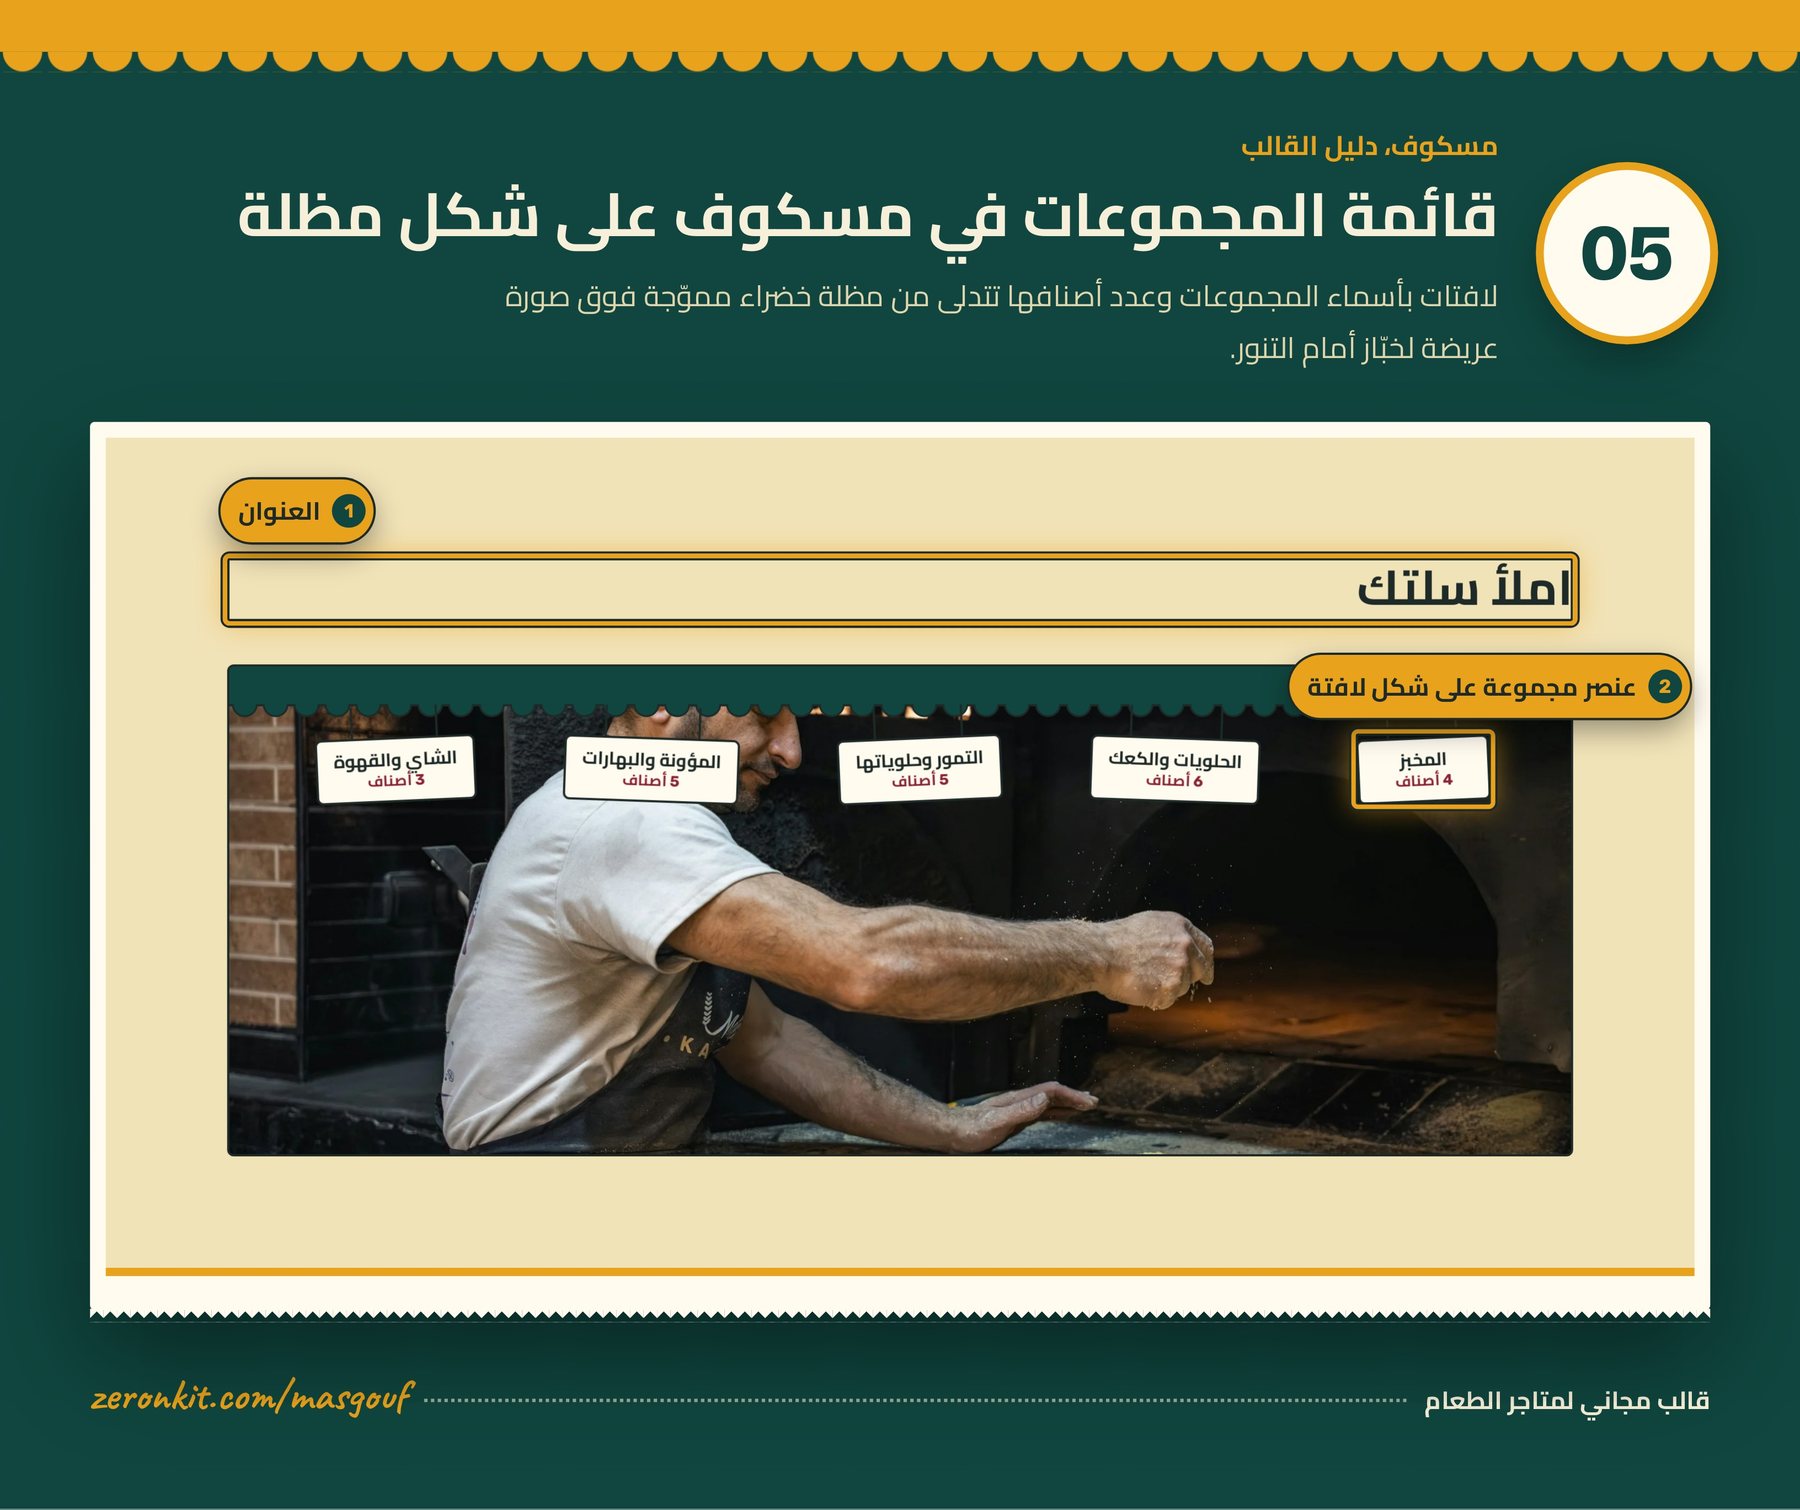 مسكوف، دليل القالب
قائمة المجموعات في مسكوف على شكل مظلة
05
لافتات بأسماء المجموعات وعدد أصنافها تتدلى من مظلة خضراء مموّجة فوق صورة
عريضة لخبّاز أمام التنور.
1 العنوان
املأ سلتك
2 عنصر مجموعة على شكل لافتة
المخبز
4 أصناف
الحلويات والكعك
6 أصناف
التمور وحلوياتها
5 أصناف
المؤونة والبهارات
5 أصناف
الشاي والقهوة
3 أصناف
KA
قالب مجاني لمتاجر الطعام
zeronkit.com/masgouf